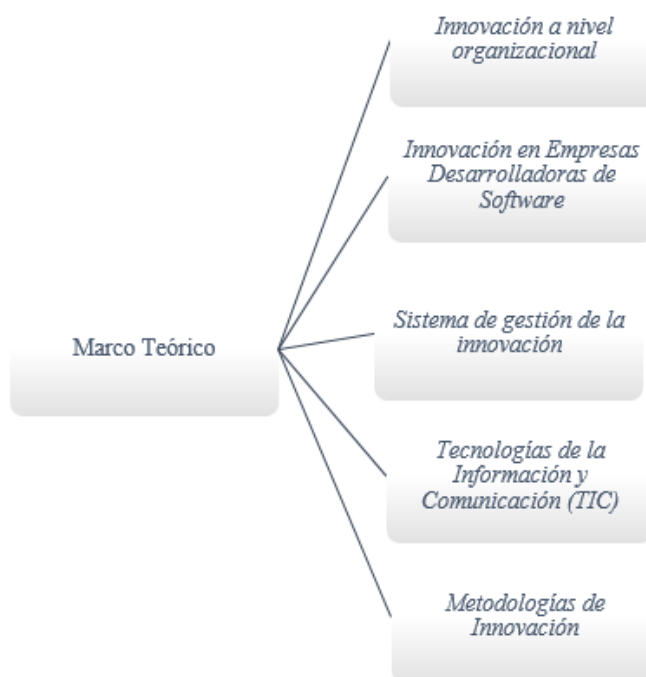 Innovación a nivel
organizacional
Innovación en Empresas
Desarrolladoras de
Software
Marco Teórico
Sistema de gestión de la
innovación
Tecnologías de la
Información y
Comunicación (TIC)
Metodologías de
Innovación